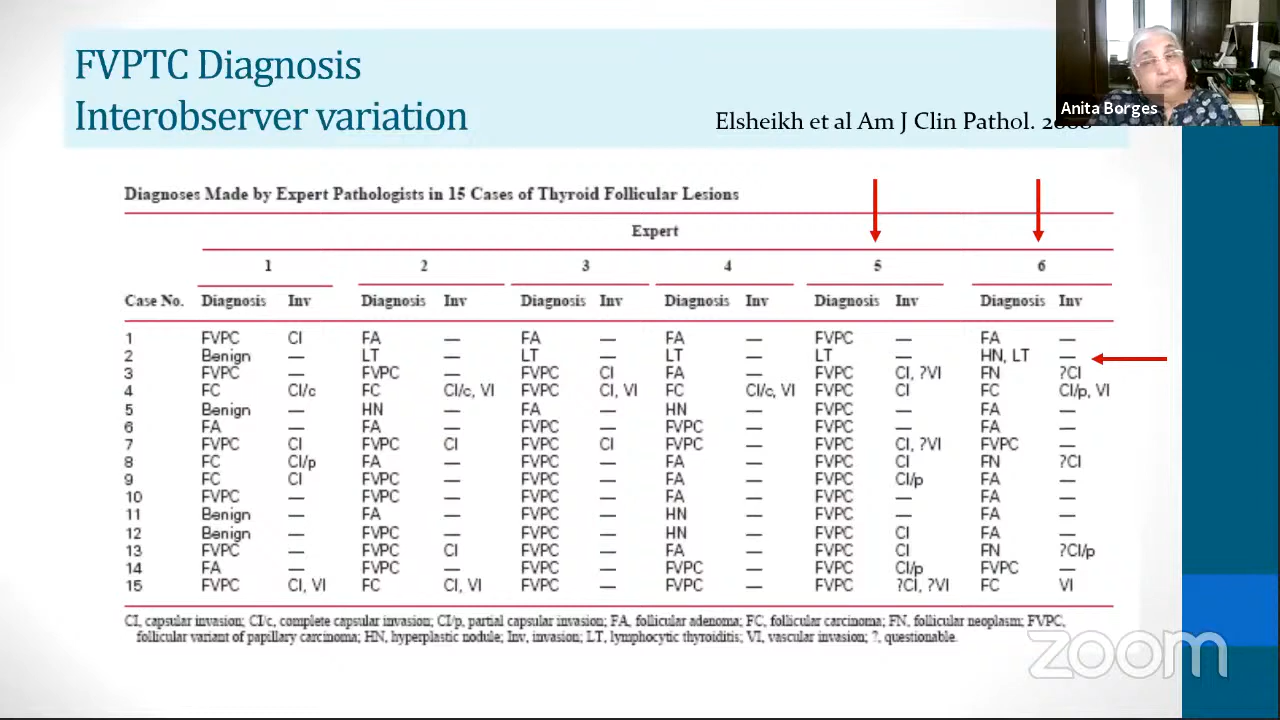 FVPTC Diagnosis
Interobserver variation
Elsheikh et al Am J Clin Pathol.
Anita Borges
Diagnoses Made by Expert Pathologists in 15 Cases of Thyroid Follicular Lesions
Expert
1 2 3 4 5 6
Case No. Diagnosis Inv Diagnosis Inv Diagnosis Inv Diagnosis Inv Diagnosis Inv Diagnosis Inv
1 FVPC CI FA — FA — FA — FVPC — FA —
2 Benign — LT — LT — LT — LT — HN, LT —
3 FVPC — FVPC — FVPC CI FA — FVPC CI, ?VI FN ?CI
4 FC CI/c FC CI/c, VI FVPC CI, VI FC CI/c, VI FVPC CI FC CI/p, VI
5 Benign — HN — FA — HN — FVPC — FA —
6 FA — FA — FVPC — FVPC — FVPC — FA —
7 FVPC CI FVPC CI FVPC CI FVPC — FVPC CI, ?VI FVPC —
8 FC CI/p FA — FVPC — FA — FVPC CI FN ?CI
9 FC CI FVPC — FVPC — FA — FVPC CI/p FA —
10 FVPC — FVPC — FVPC — FA — FVPC — FA —
11 Benign — FA — FVPC — HN — FVPC — FA —
12 Benign — FVPC — FVPC — HN — FVPC CI FA —
13 FVPC — FVPC CI FVPC — FA — FVPC CI FN ?CI/p
14 FA — FVPC — FVPC — FVPC — FVPC CI/p FVPC —
15 FVPC CI, VI FC CI, VI FVPC — FVPC — FVPC ?CI, ?VI FC VI
CI, capsular invasion; CI/c, complete capsular invasion; CI/p, partial capsular invasion; FA, follicular adenoma; FC, follicular carcinoma; FN, follicular neoplasm; FVPC,
follicular variant of papillary carcinoma; HN, hyperplastic nodule; Inv, invasion; LT, lymphocytic thyroiditis; VI, vascular invasion; ?, questionable.
zoom